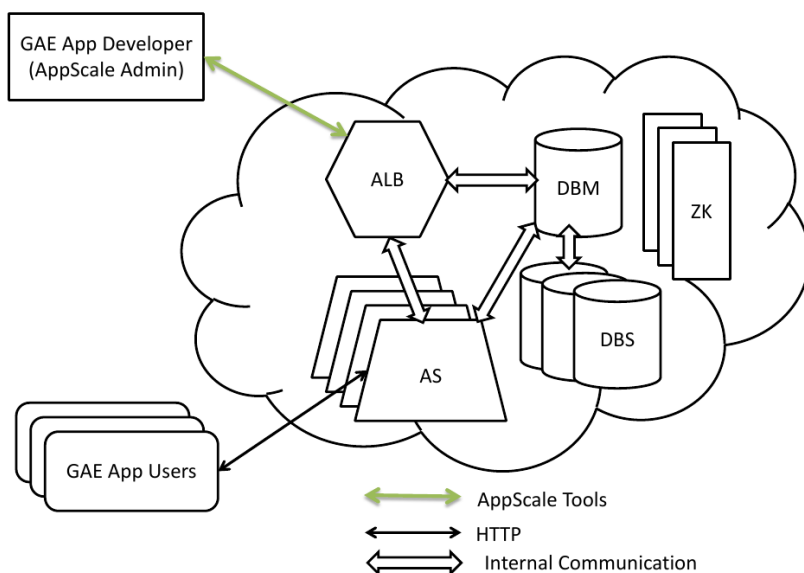 GAE App Developer
(AppScale Admin)
ALB
DBM
ZK
DBS
AS
GAE App Users
AppScale Tools
HTTP
Internal Communication